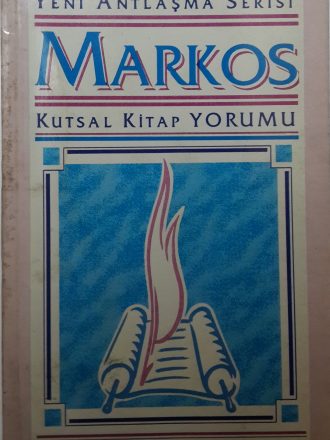 YENİ ANTLAŞMA SERİSİ
MARKOS
KUTSAL KİTAP YORUMU